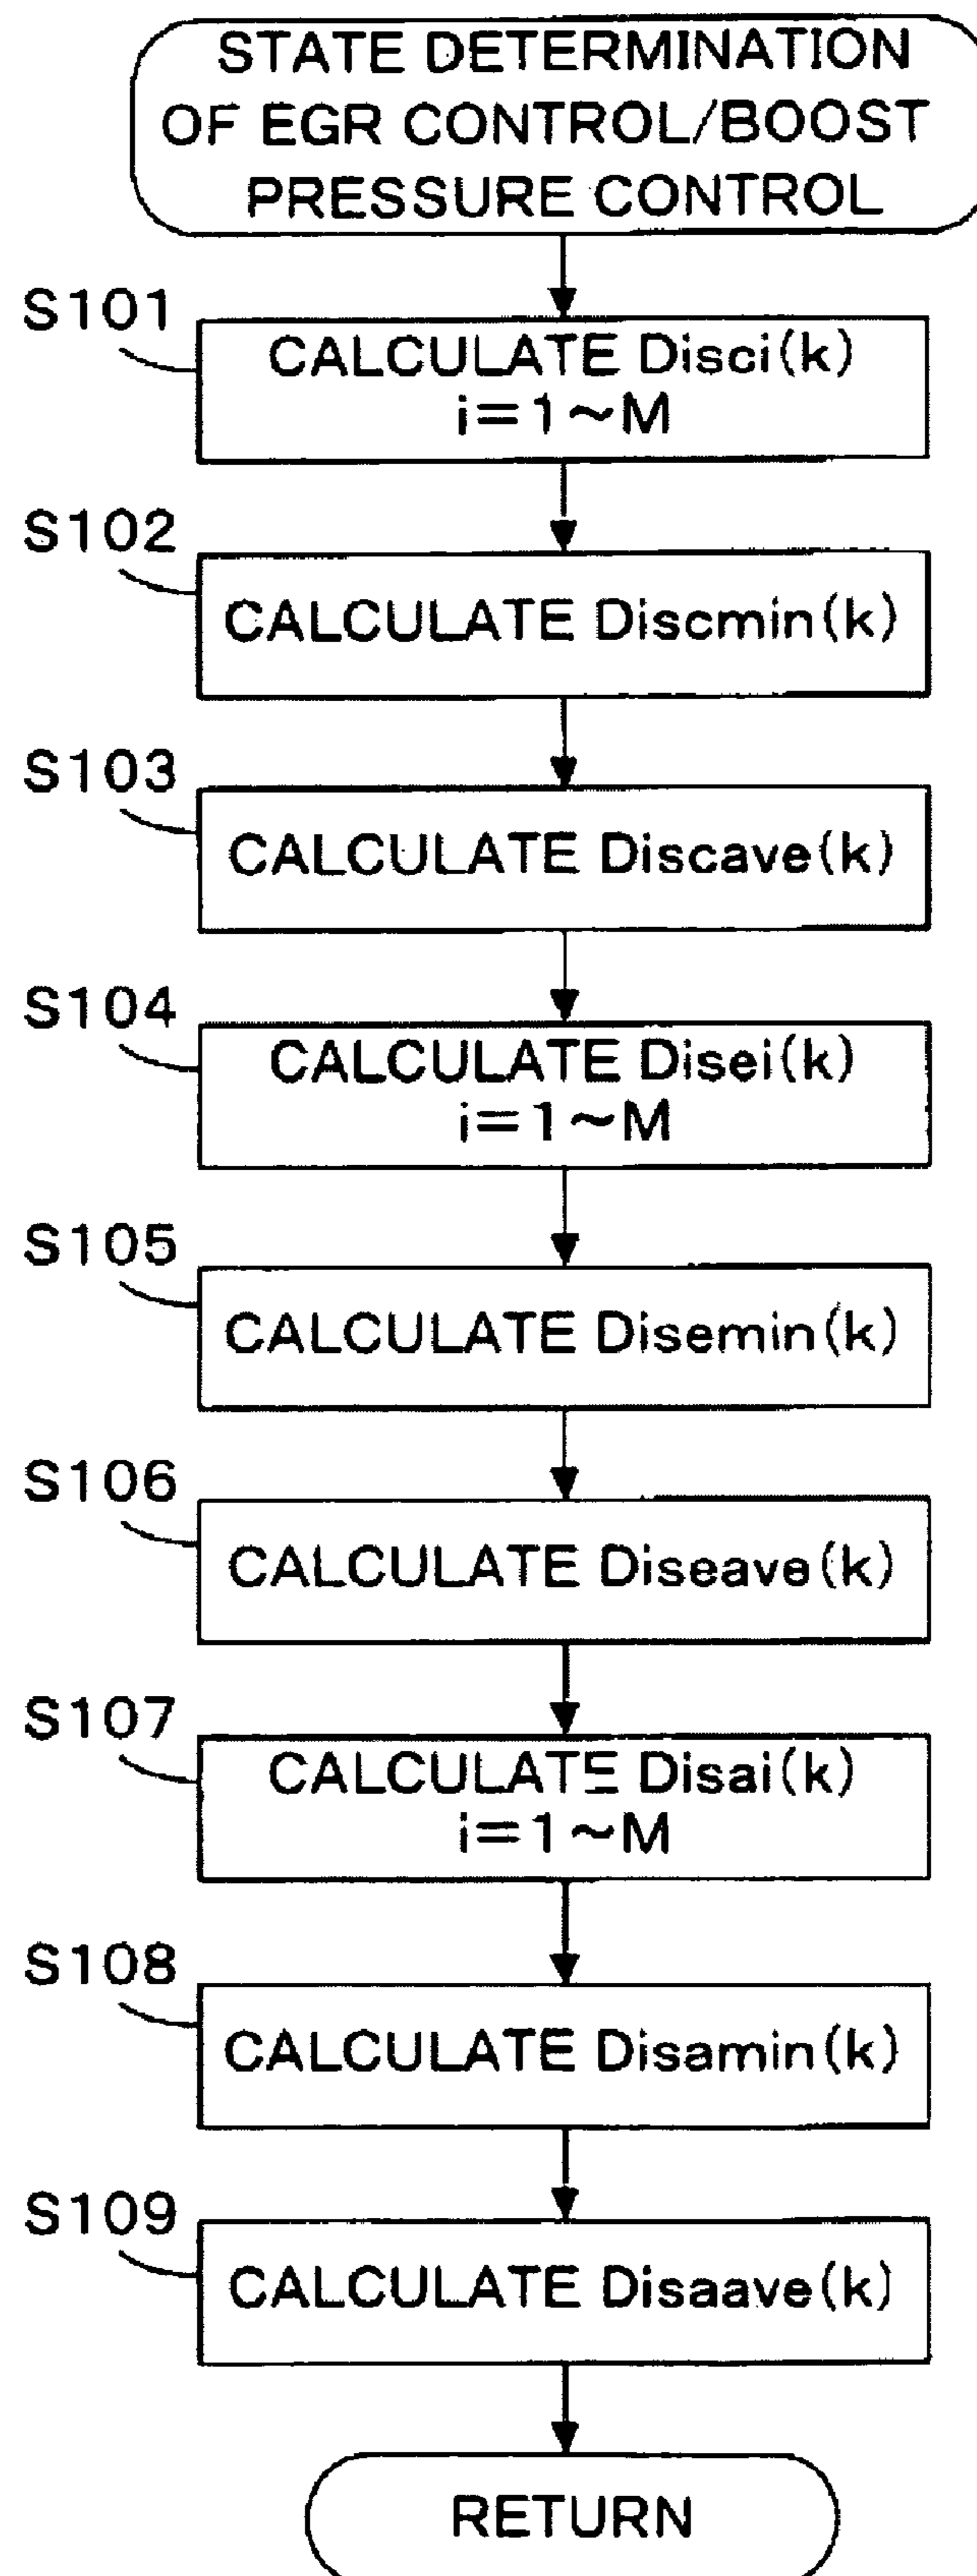 STATE DETERMINATION
OF EGR CONTROL/BOOST
PRESSURE CONTROL
S101
CALCULATE Disci(k)
i=1~M
S102
CALCULATE Discmin(k)
S103
CALCULATE Discave(k)
S104
CALCULATE Disei(k)
i=1~M
S105
CALCULATE Disemin(k)
S106
CALCULATE Diseave(k)
S107
CALCULATE Disai(k)
i=1~M
S108
CALCULATE Disamin(k)
S109
CALCULATE Disaave(k)
RETURN